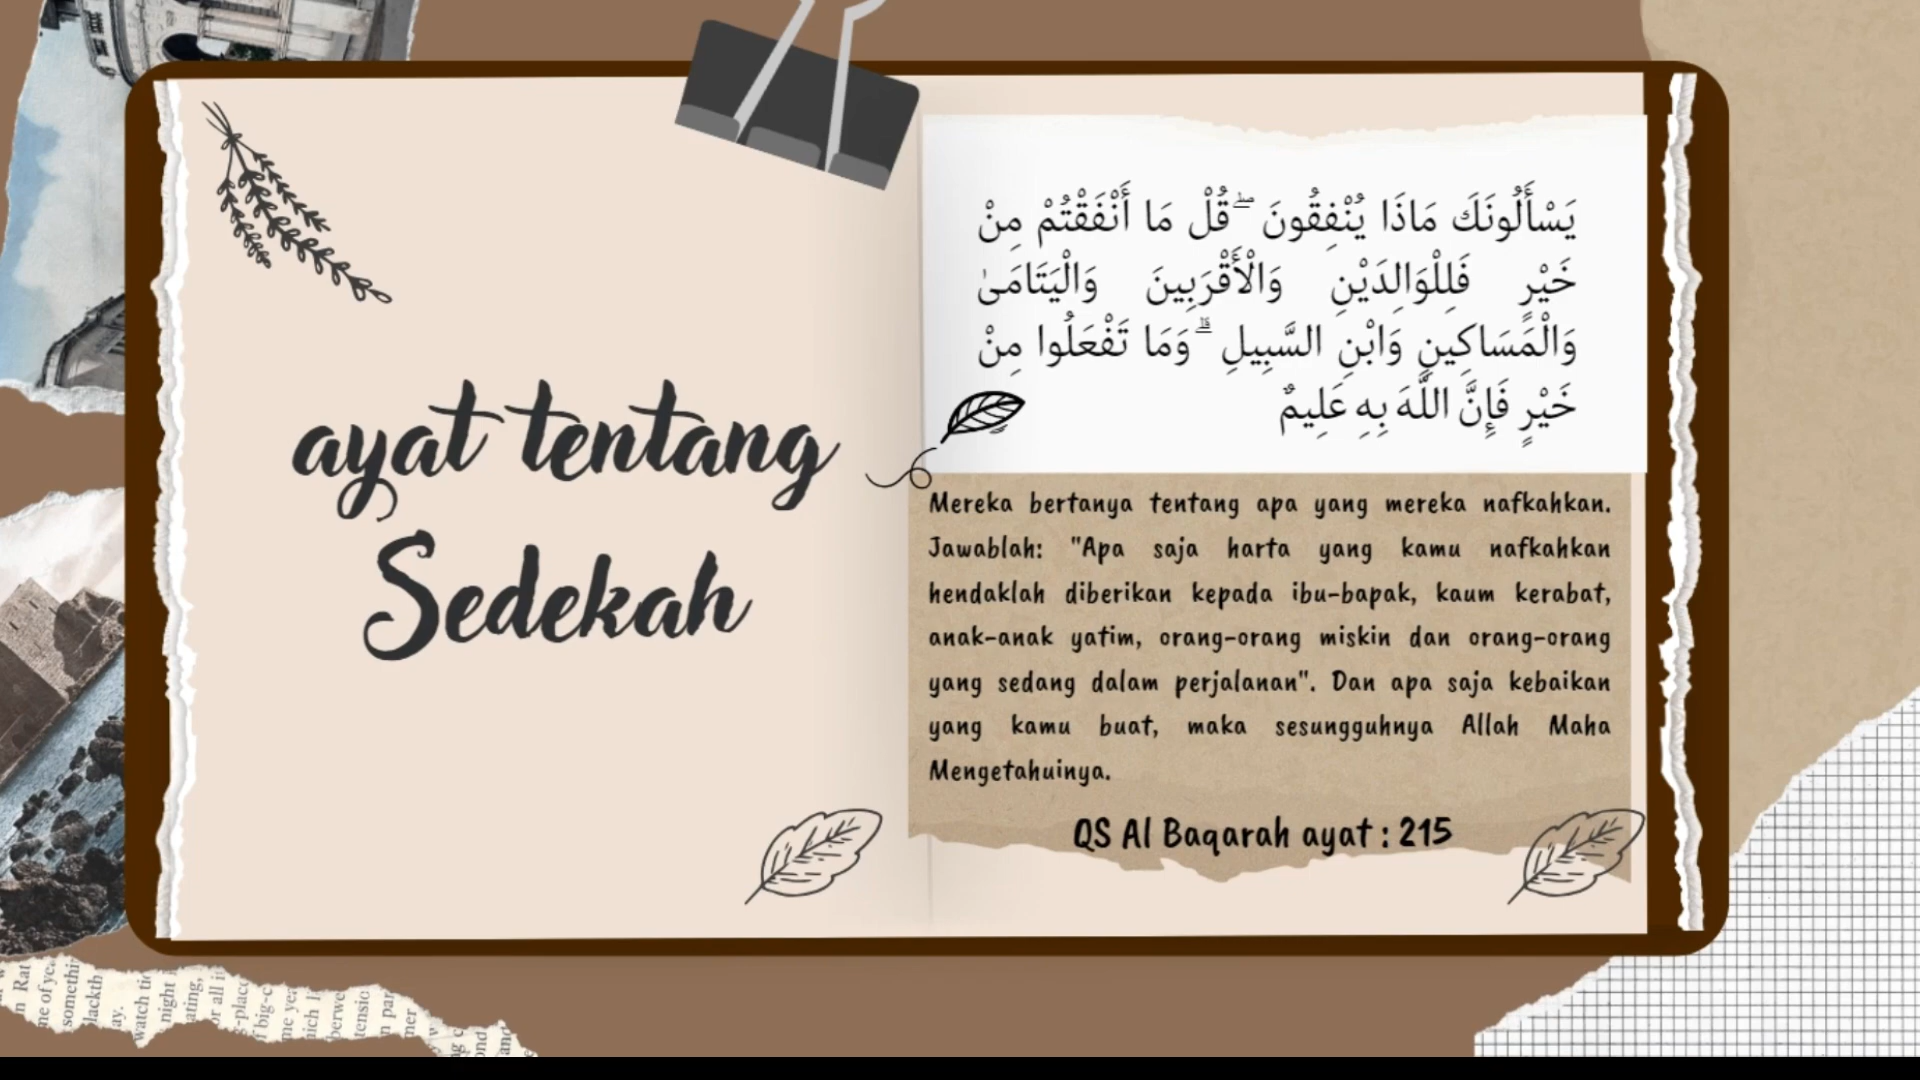 ayat tentang
Sedekah
يَسْأَلُونَكَ مَاذَا يُنْفِقُونَ ۖ قُلْ مَا أَنْفَقْتُمْ مِنْ
خَيْرٍ فَلِلْوَالِدَيْنِ وَالْأَقْرَبِينَ وَالْيَتَامَىٰ
وَالْمَسَاكِينِ وَابْنِ السَّبِيلِ ۗ وَمَا تَفْعَلُوا مِنْ
خَيْرٍ فَإِنَّ اللَّهَ بِهِ عَلِيمٌ
Mereka bertanya tentang apa yang mereka nafkahkan.
Jawablah: "Apa saja harta yang kamu nafkahkan
hendaklah diberikan kepada ibu-bapak, kaum kerabat,
anak-anak yatim, orang-orang miskin dan orang-orang
yang sedang dalam perjalanan". Dan apa saja kebaikan
yang kamu buat, maka sesungguhnya Allah Maha
Mengetahuinya.
QS Al Baqarah ayat : 215